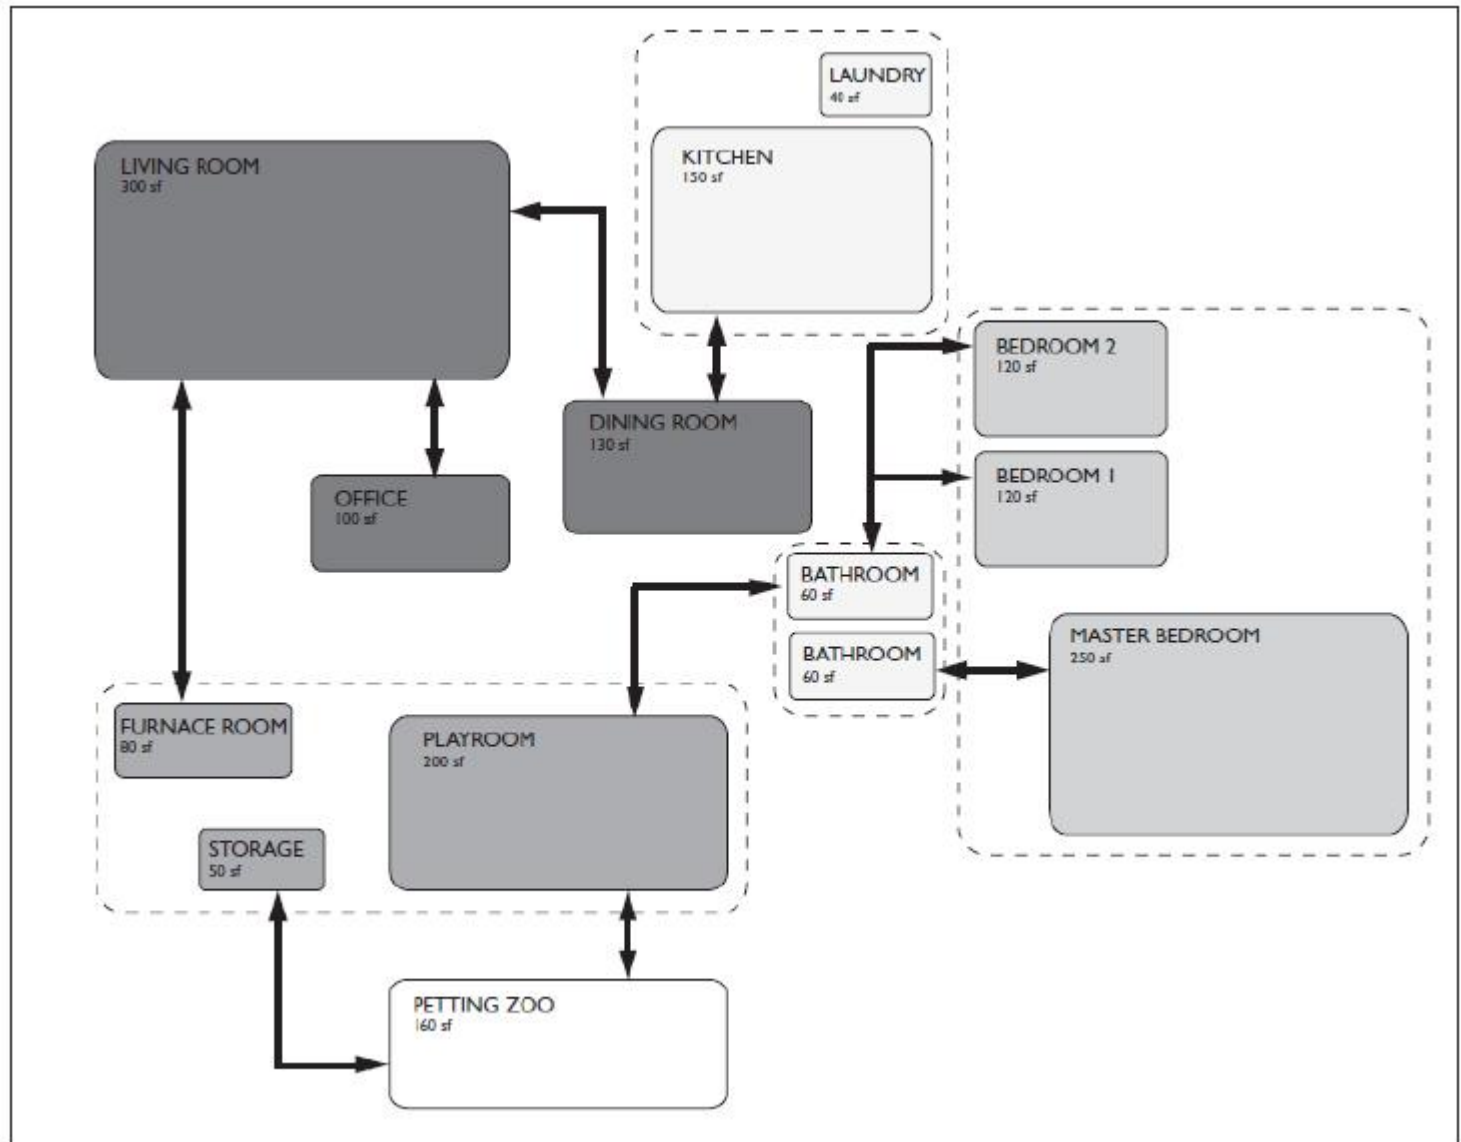 LAUNDRY
40 sf
LIVING ROOM
300 sf
KITCHEN
150 sf
BEDROOM 2
120 sf
DINING ROOM
130 sf
BEDROOM 1
120 sf
OFFICE
100 sf
BATHROOM
60 sf
BATHROOM
60 sf
MASTER BEDROOM
250 sf
FURNACE ROOM
80 sf
PLAYROOM
200 sf
STORAGE
50 sf
PETTING ZOO
160 sf